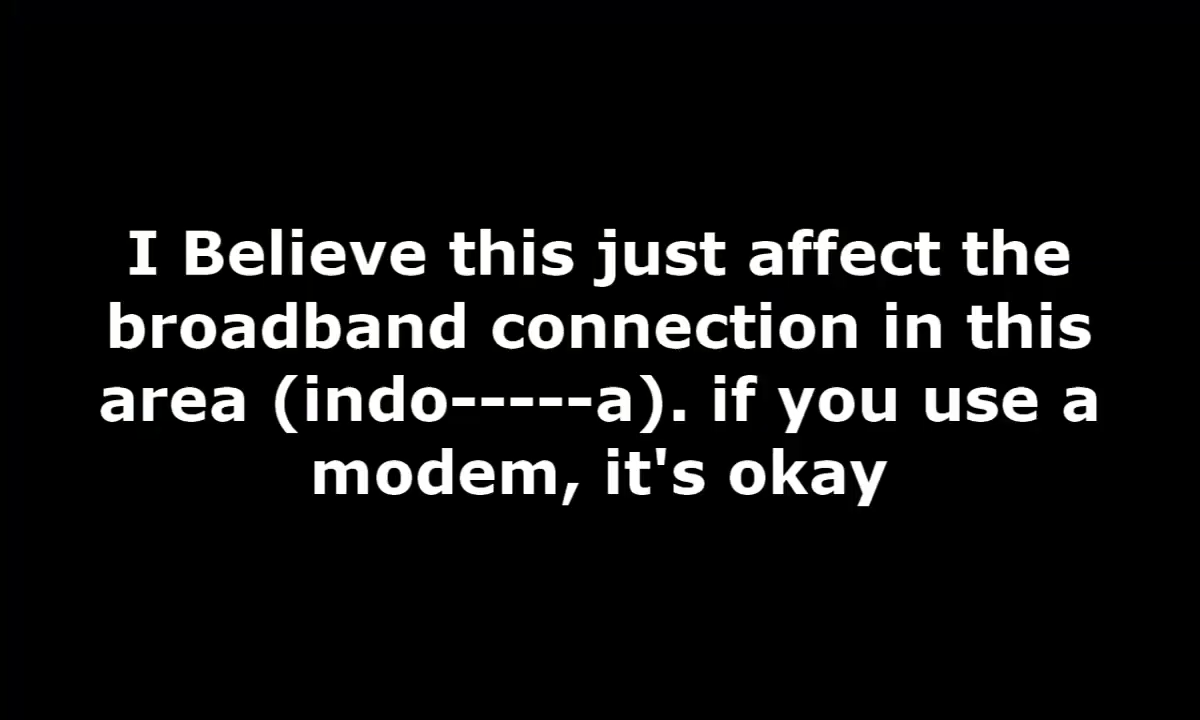 I Believe this just affect the
broadband connection in this
area (indo-----a). if you use a
modem, it's okay